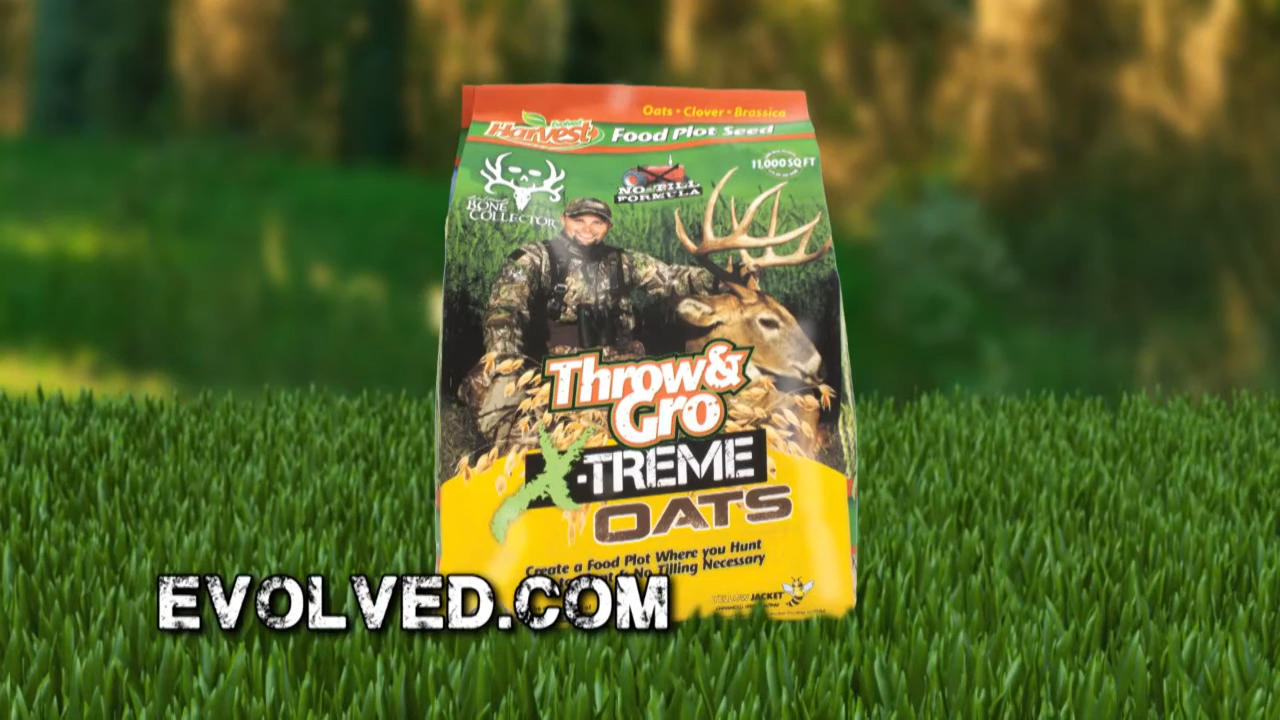 Oats • Clover • Brassica
Evolved
Harvest
Food Plot Seed
11,000 SQ FT
NO-TILL
FORMULA
BONE
COLLECTOR
Throw&
Gro
X-TREME
OATS
Create a Food Plot Where you Hunt
& No Tilling Necessary
YELLOW JACKET
EVOLVED.COM